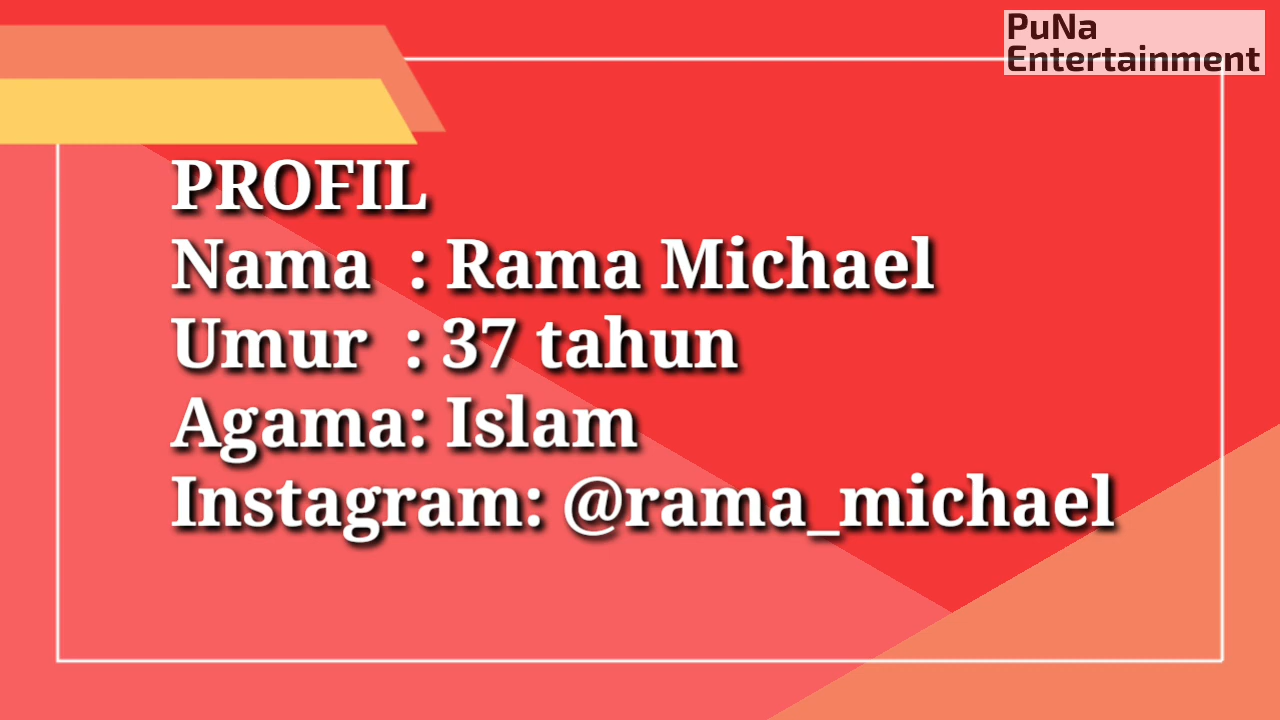 PuNa
Entertainment
PROFIL
Nama : Rama Michael
Umur : 37 tahun
Agama: Islam
Instagram: @rama_michael